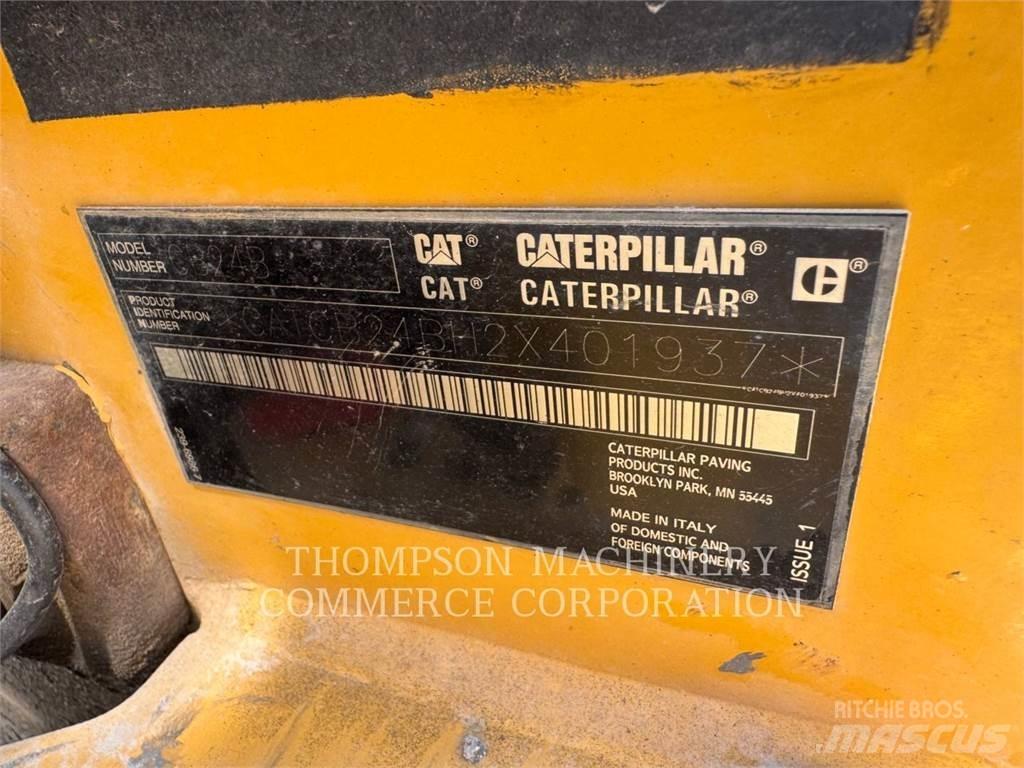 MODEL NUMBER CB24B
CAT® CATERPILLAR®
CAT® CATERPILLAR®
PRODUCT IDENTIFICATION NUMBER *CATCB24BH2X401937*
CATERPILLAR PAVING
PRODUCTS INC.
BROOKLYN PARK, MN 55445
USA
MADE IN ITALY
OF DOMESTIC AND
FOREIGN COMPONENTS
ISSUE 1
THOMPSON MACHINERY
COMMERCE CORPORATION
RITCHIE BROS.
MASCUS